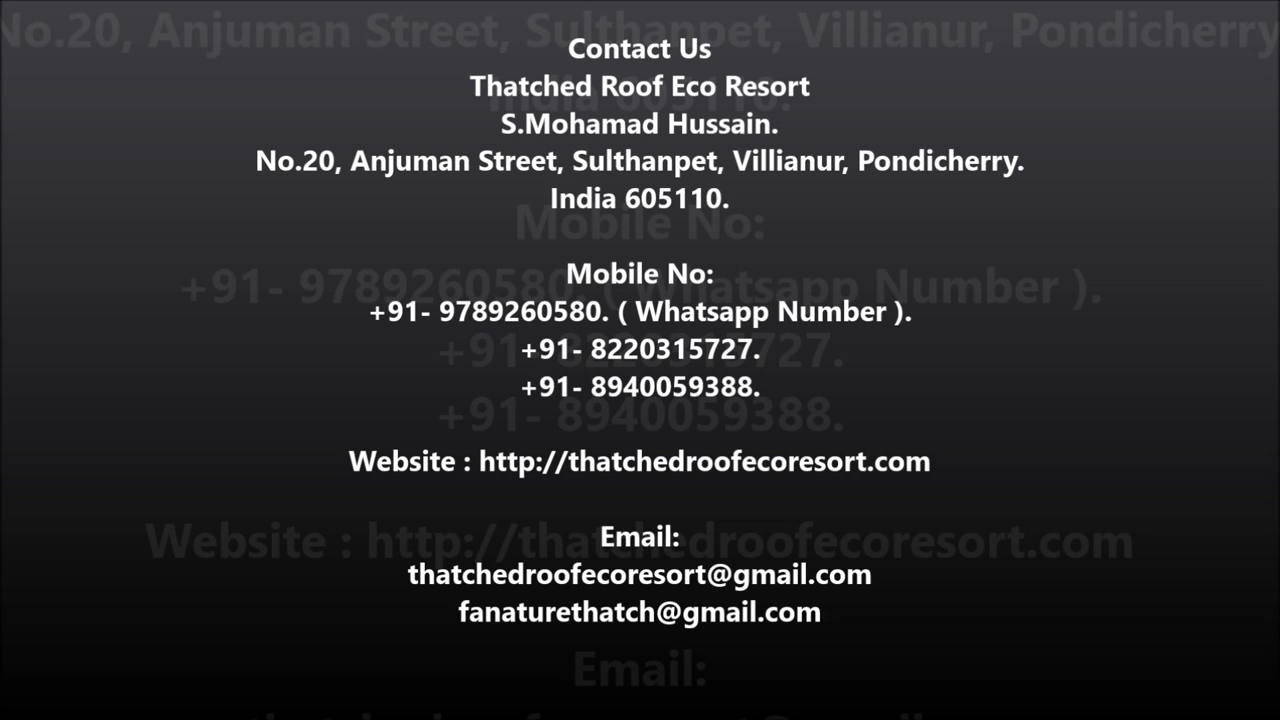 Contact Us
Thatched Roof Eco Resort
S.Mohamad Hussain.
No.20, Anjuman Street, Sulthanpet, Villianur, Pondicherry.
India 605110.
Mobile No:
+91- 9789260580. ( Whatsapp Number ).
+91- 8220315727.
+91- 8940059388.
Website : http://thatchedroofecoresort.com
Email:
thatchedroofecoresort@gmail.com
fanaturethatch@gmail.com